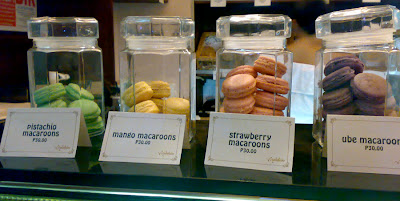 pistachio
macaroons
P30.00
mango macaroons
P30.00
strawberry
macaroons
P30.00
ube macaroon
P30.00